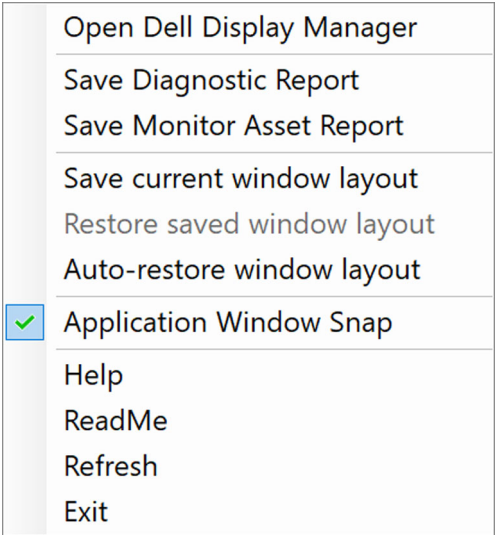 Open Dell Display Manager
Save Diagnostic Report
Save Monitor Asset Report
Save current window layout
Restore saved window layout
Auto-restore window layout
Application Window Snap
Help
ReadMe
Refresh
Exit